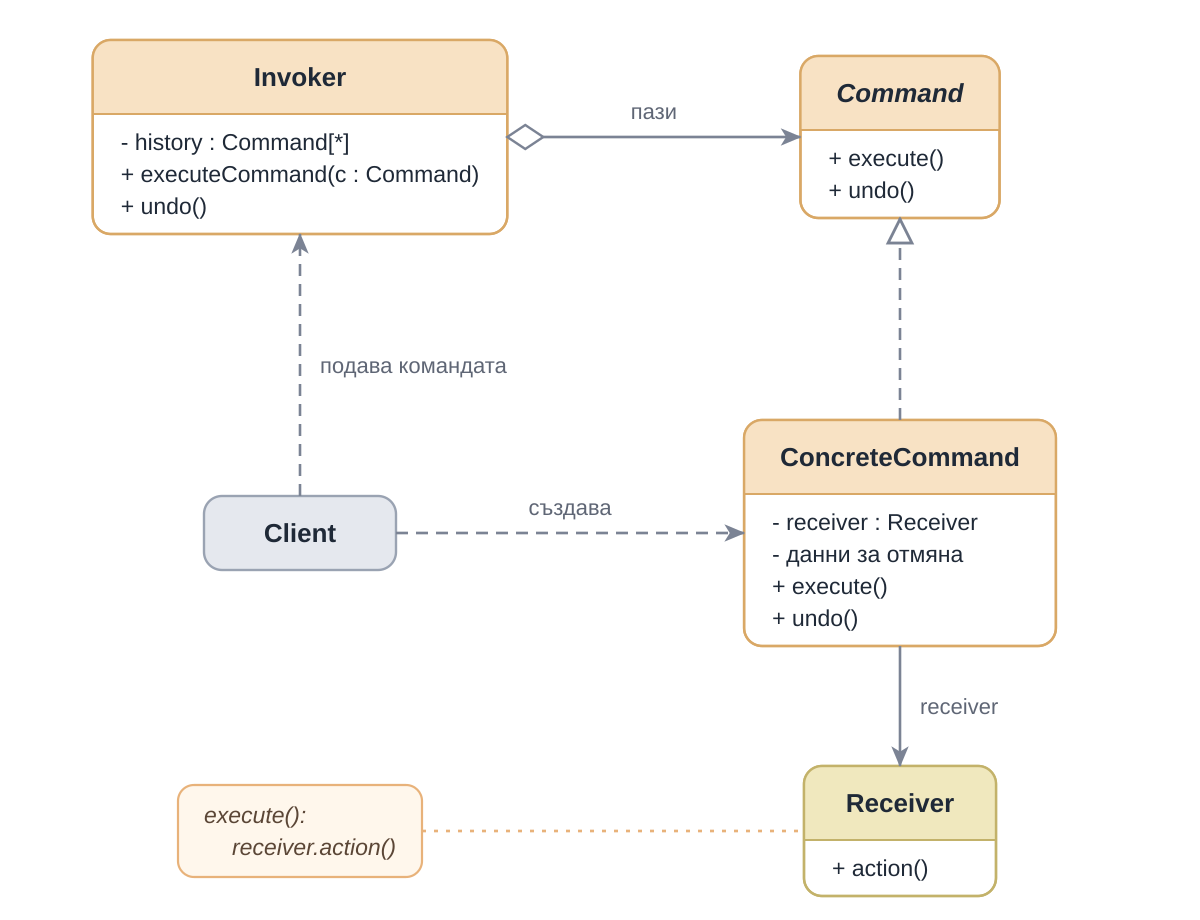 Invoker
- history : Command[*]
+ executeCommand(c : Command)
+ undo()
пази
Command
+ execute()
+ undo()
подава командата
Client
създава
ConcreteCommand
- receiver : Receiver
- данни за отмяна
+ execute()
+ undo()
receiver
execute():
receiver.action()
Receiver
+ action()